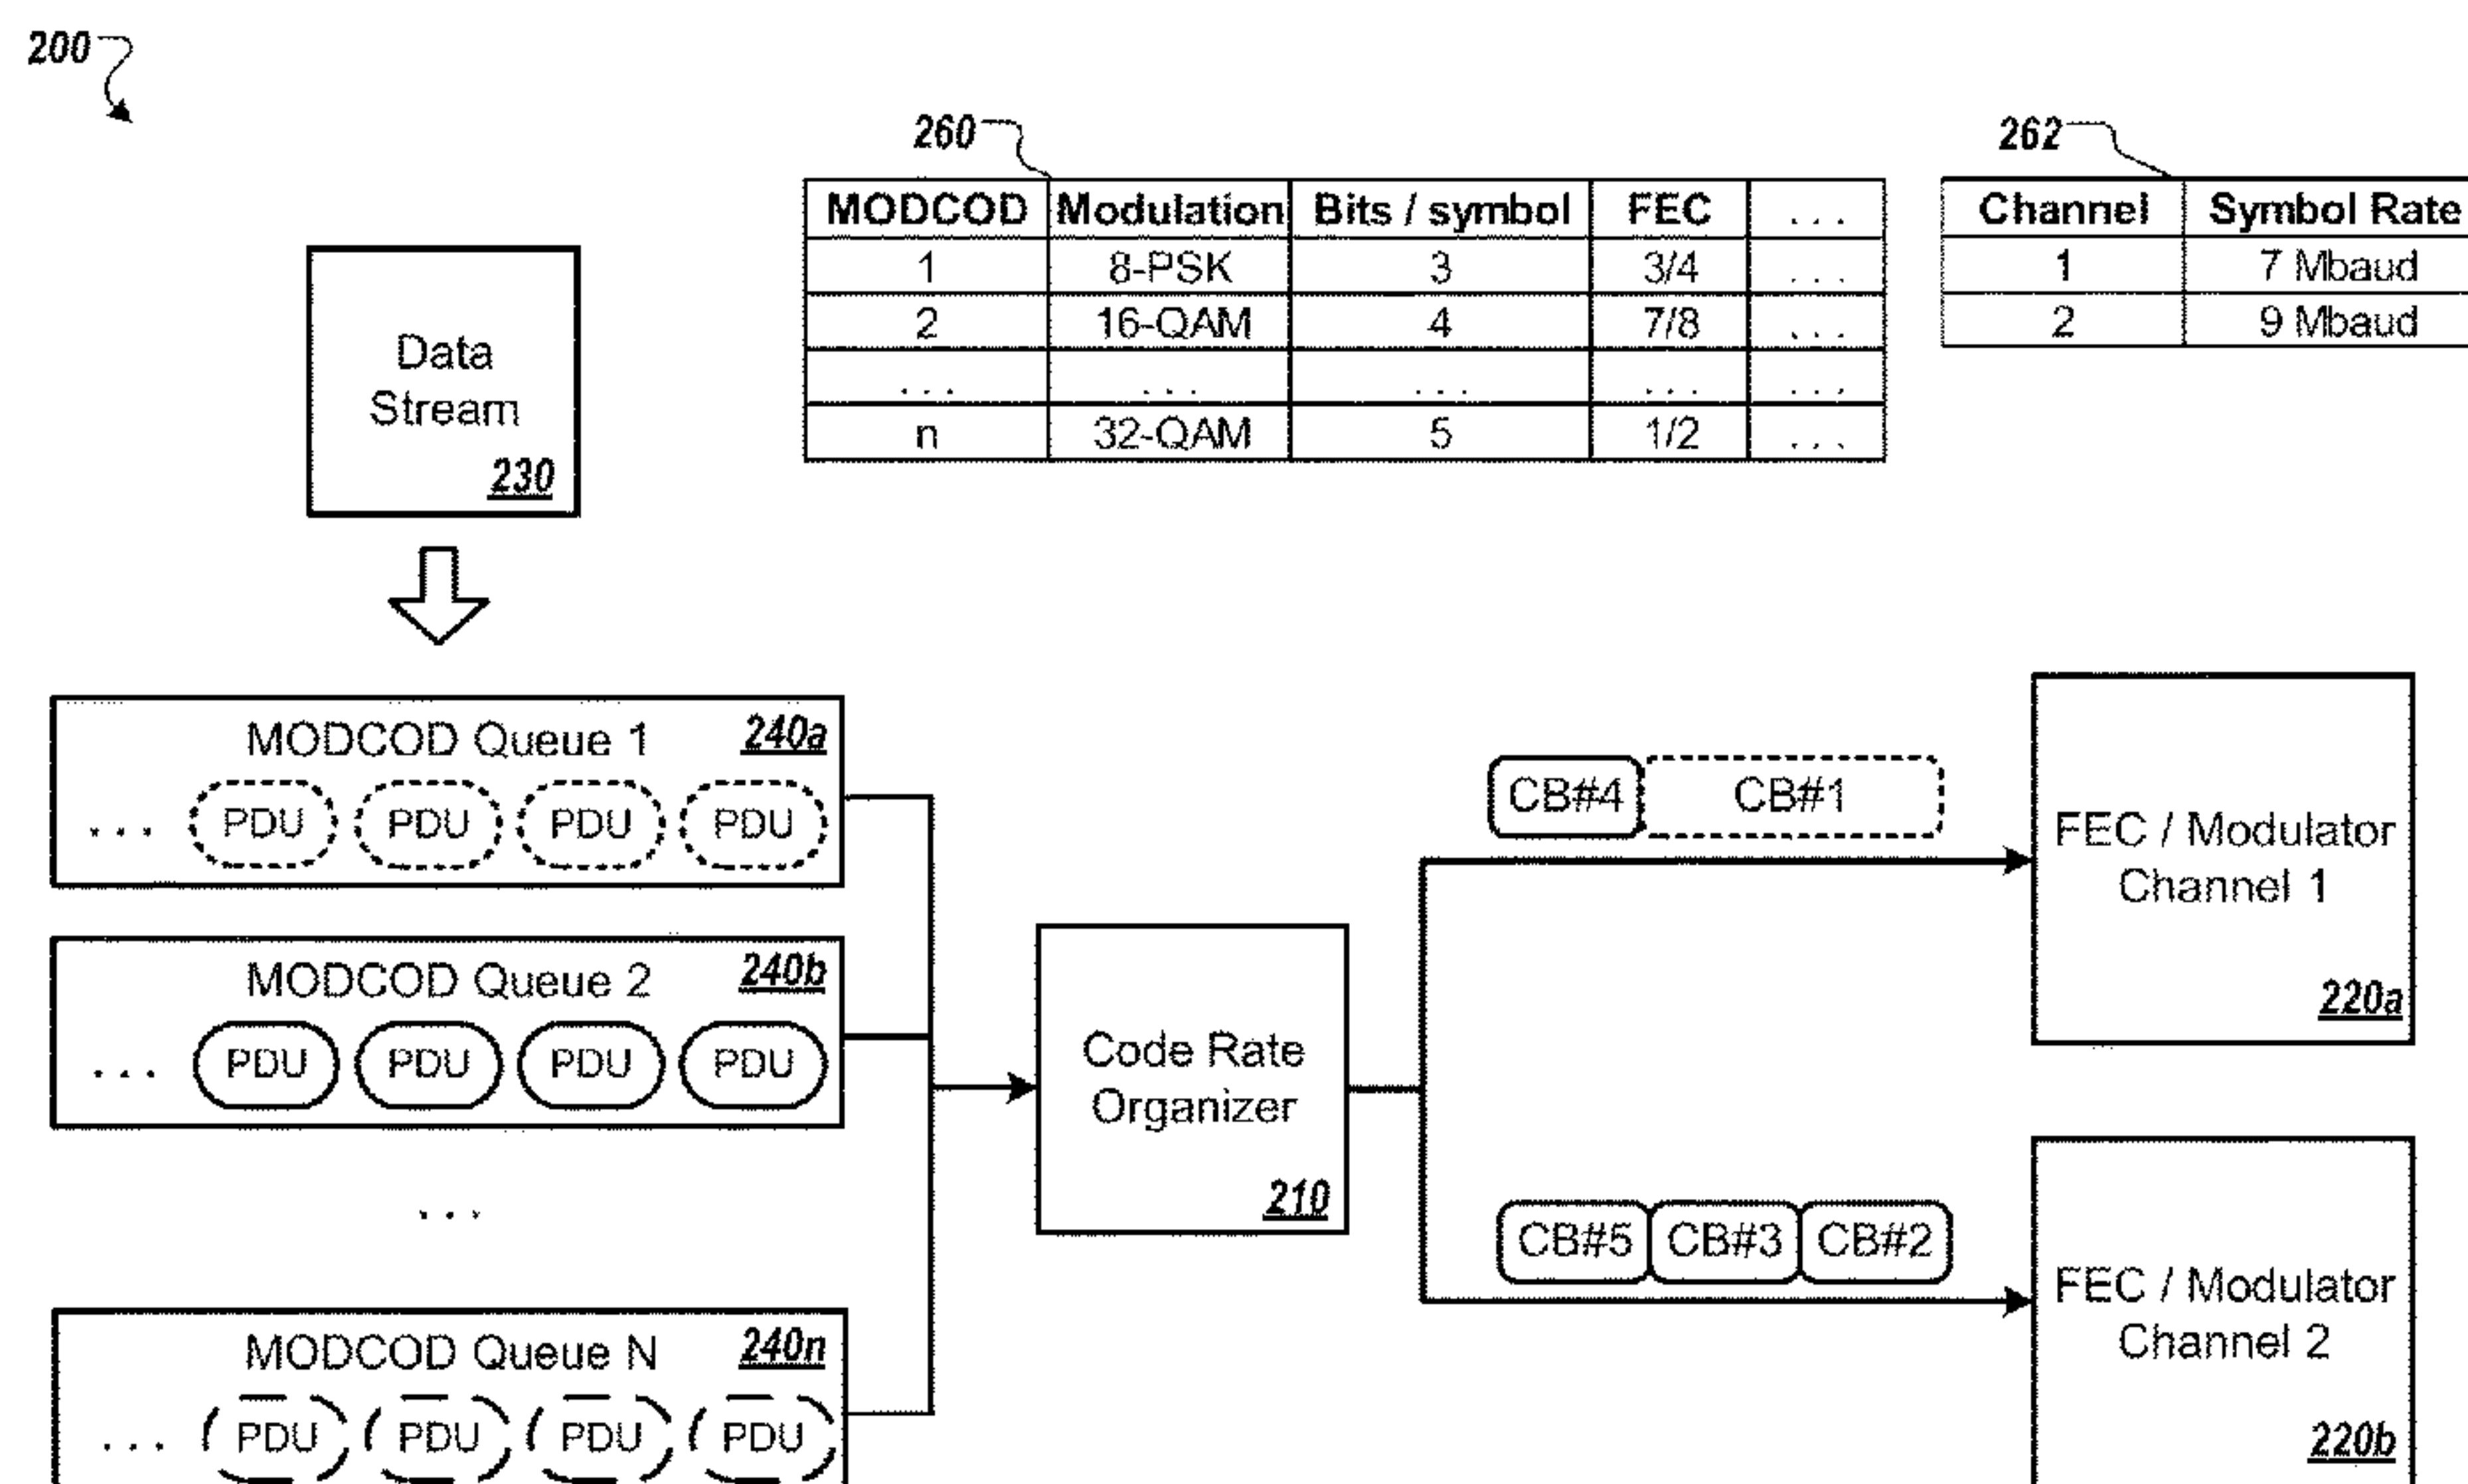 200
260
262
MODCOD Modulation Bits / symbol FEC ...
1 8-PSK 3 3/4 ...
2 16-QAM 4 7/8 ...
... ... ... ... ...
n 32-QAM 5 1/2 ...
Channel Symbol Rate
1 7 Mbaud
2 9 Mbaud
Data
Stream
230
MODCOD Queue 1 240a
... PDU PDU PDU PDU
MODCOD Queue 2 240b
... PDU PDU PDU PDU
...
MODCOD Queue N 240n
... PDU PDU PDU PDU
Code Rate
Organizer
210
CB#4 CB#1
FEC / Modulator
Channel 1
220a
CB#5 CB#3 CB#2
FEC / Modulator
Channel 2
220b